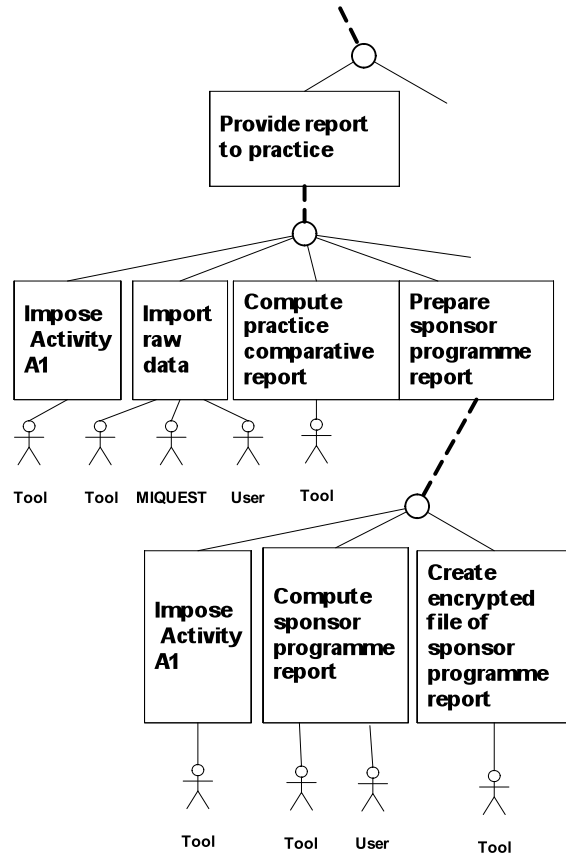 Provide report
to practice
Impose
Activity
A1
Import
raw
data
Compute
practice
comparative
report
Prepare
sponsor
programme
report
Tool
Tool
MIQUEST
User
Tool
Impose
Activity
A1
Compute
sponsor
programme
report
Create
encrypted
file of
sponsor
programme
report
Tool
Tool
User
Tool